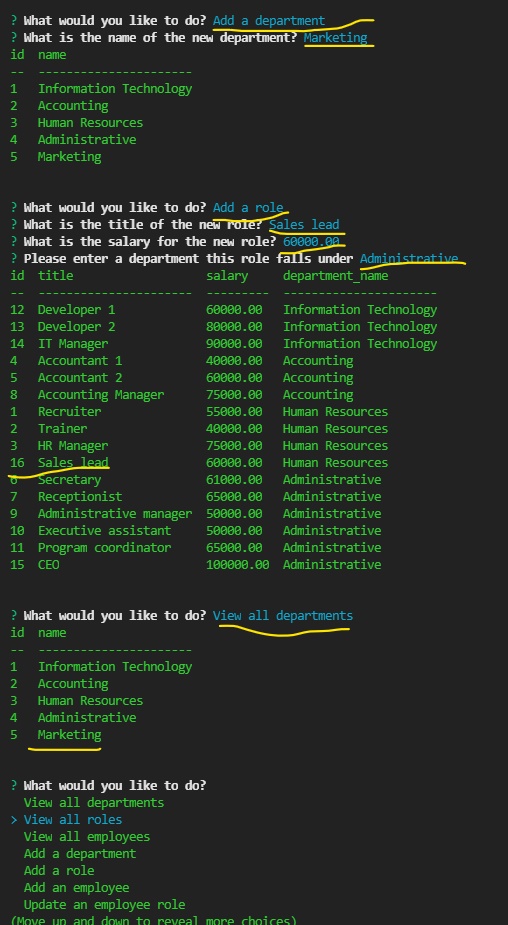 ? What would you like to do? Add a department
? What is the name of the new department? Marketing
id  name
--  ----------------------
1   Information Technology
2   Accounting
3   Human Resources
4   Administrative
5   Marketing
? What would you like to do? Add a role
? What is the title of the new role? Sales lead
? What is the salary for the new role? 60000.00
? Please enter a department this role falls under Administrative
id  title                   salary     department_name
--  ----------------------  ---------  ----------------------
12  Developer 1             60000.00   Information Technology
13  Developer 2             80000.00   Information Technology
14  IT Manager              90000.00   Information Technology
4   Accountant 1            40000.00   Accounting
5   Accountant 2            60000.00   Accounting
8   Accounting Manager      75000.00   Accounting
1   Recruiter               55000.00   Human Resources
2   Trainer                 40000.00   Human Resources
3   HR Manager              75000.00   Human Resources
16  Sales lead              60000.00   Human Resources
6   Secretary               61000.00   Administrative
7   Receptionist            65000.00   Administrative
9   Administrative manager  50000.00   Administrative
10  Executive assistant     50000.00   Administrative
11  Program coordinator     65000.00   Administrative
15  CEO                     100000.00  Administrative
? What would you like to do? View all departments
id  name
--  ----------------------
1   Information Technology
2   Accounting
3   Human Resources
4   Administrative
5   Marketing
? What would you like to do?
  View all departments
> View all roles
  View all employees
  Add a department
  Add a role
  Add an employee
  Update an employee role
(Move up and down to reveal more choices)